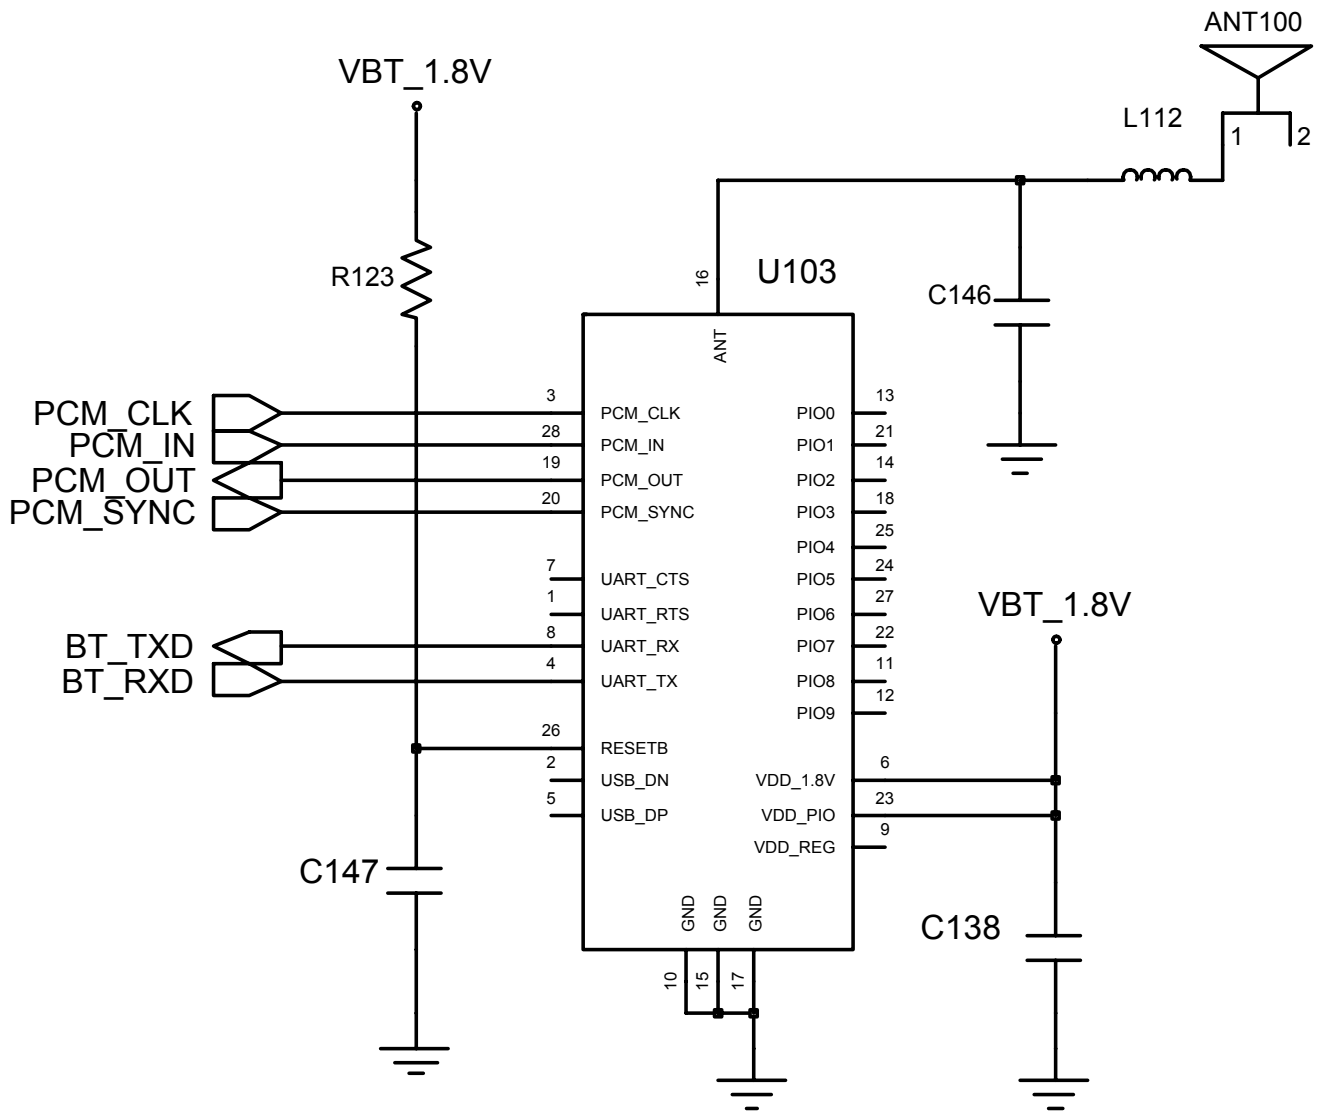 ANT100
VBT_1.8V
L112
1
2
R123
16
U103
C146
ANT
PCM_CLK
3
PCM_CLK
PIO0
13
PCM_IN
28
PCM_IN
PIO1
21
PCM_OUT
19
PCM_OUT
PIO2
14
PCM_SYNC
20
PCM_SYNC
PIO3
18
PIO4
25
7
UART_CTS
PIO5
24
1
UART_RTS
PIO6
27
VBT_1.8V
BT_TXD
8
UART_RX
PIO7
22
BT_RXD
4
UART_TX
PIO8
11
PIO9
12
26
RESETB
2
USB_DN
VDD_1.8V
6
5
USB_DP
VDD_PIO
23
VDD_REG
9
C147
GND
GND
GND
C138
10
15
17